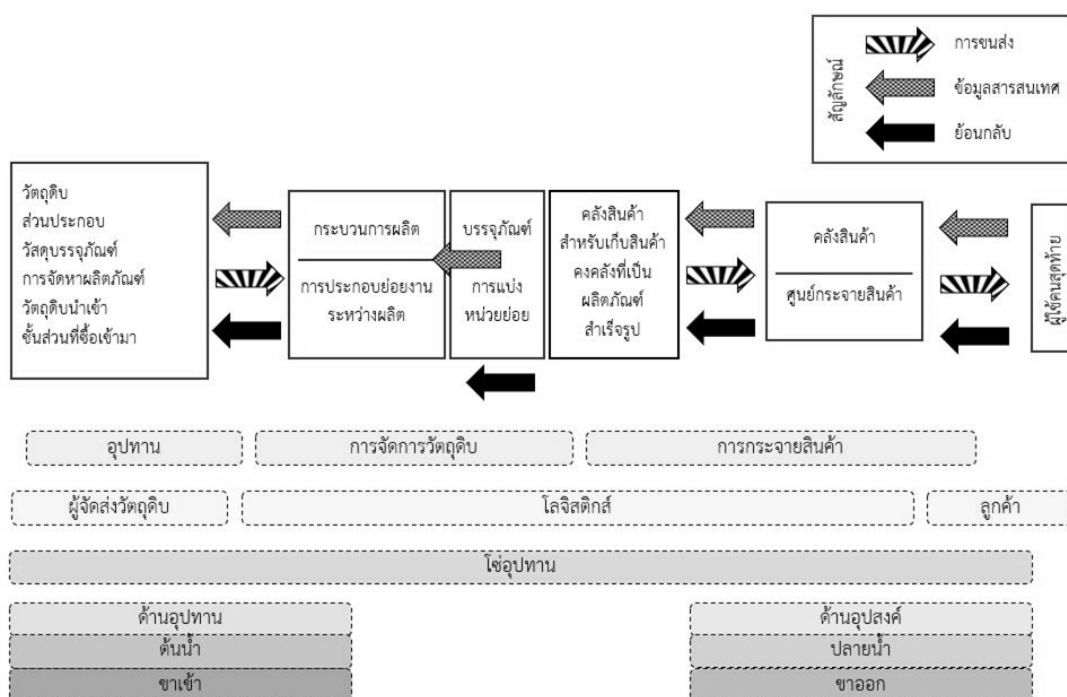 สัญลักษณ์
การขนส่ง
ข้อมูลสารสนเทศ
ย้อนกลับ
วัตถุดิบ
ส่วนประกอบ
วัสดุบรรจุภัณฑ์
การจัดหาผลิตภัณฑ์
วัตถุดิบนำเข้า
ชิ้นส่วนที่ซื้อเข้ามา
กระบวนการผลิต
การประกอบย่อยงาน
ระหว่างผลิต
บรรจุภัณฑ์
การแบ่ง
หน่วยย่อย
คลังสินค้า
สำหรับเก็บสินค้า
คงคลังที่เป็น
ผลิตภัณฑ์
สำเร็จรูป
คลังสินค้า
ศูนย์กระจายสินค้า
ผู้ใช้คนสุดท้าย
อุปทาน
การจัดการวัตถุดิบ
การกระจายสินค้า
ผู้จัดส่งวัตถุดิบ
โลจิสติกส์
ลูกค้า
โซ่อุปทาน
ด้านอุปทาน
ด้านอุปสงค์
ต้นน้ำ
ปลายน้ำ
ขาเข้า
ขาออก